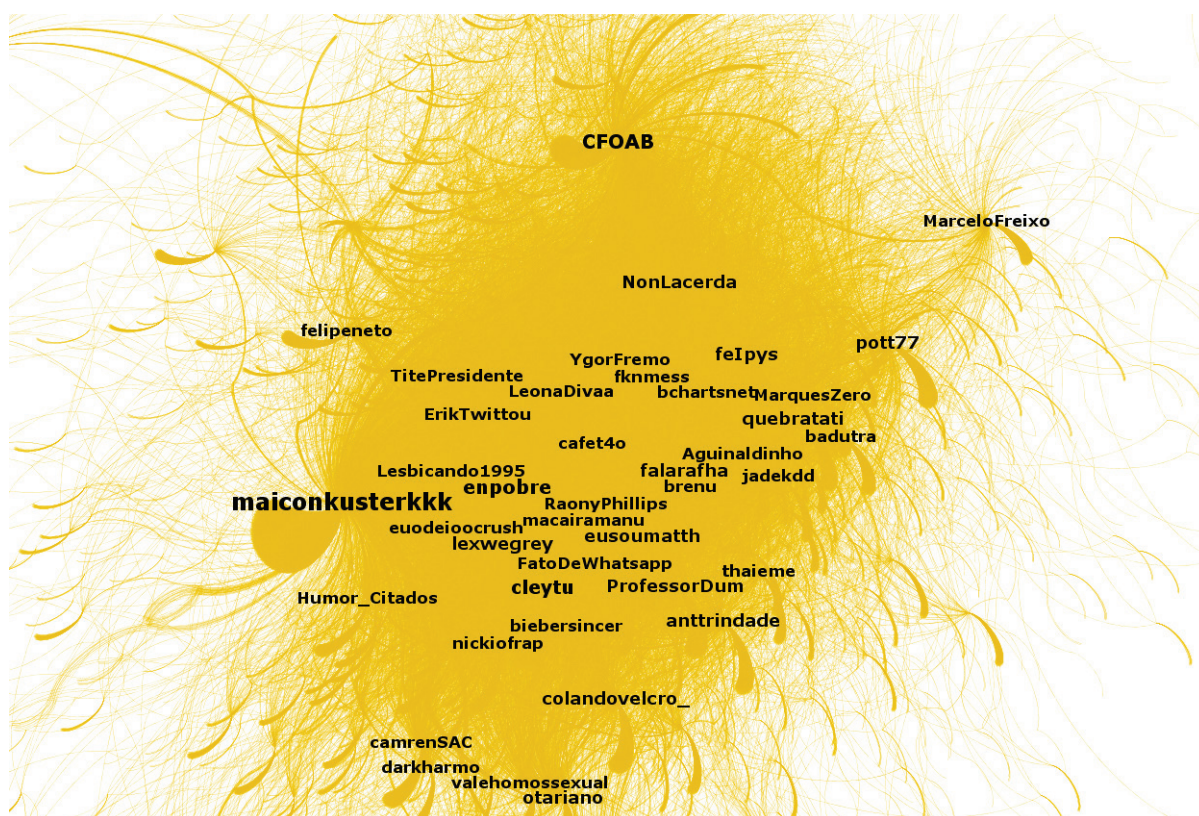 CFOAB
MarceloFreixo
NonLacerda
felipeneto
pott77
feIpys
YgorFremo
TitePresidente
fknmess
LeonaDivaa
bchartsnet
MarquesZero
ErikTwittou
quebratati
badutra
cafet4o
Aguinaldinho
Lesbicando1995
falarafha
jadekdd
enpobre
brenu
maiconkusterkkk
RaonyPhillips
macairamanu
euodeioocrush
eusoumatth
lexwegrey
FatoDeWhatsapp
thaieme
cleytu
ProfessorDum
Humor_Citados
anttrindade
biebersincer
nickiofrap
colandovelcro_
camrenSAC
darkharmo
valehomossexual
otariano